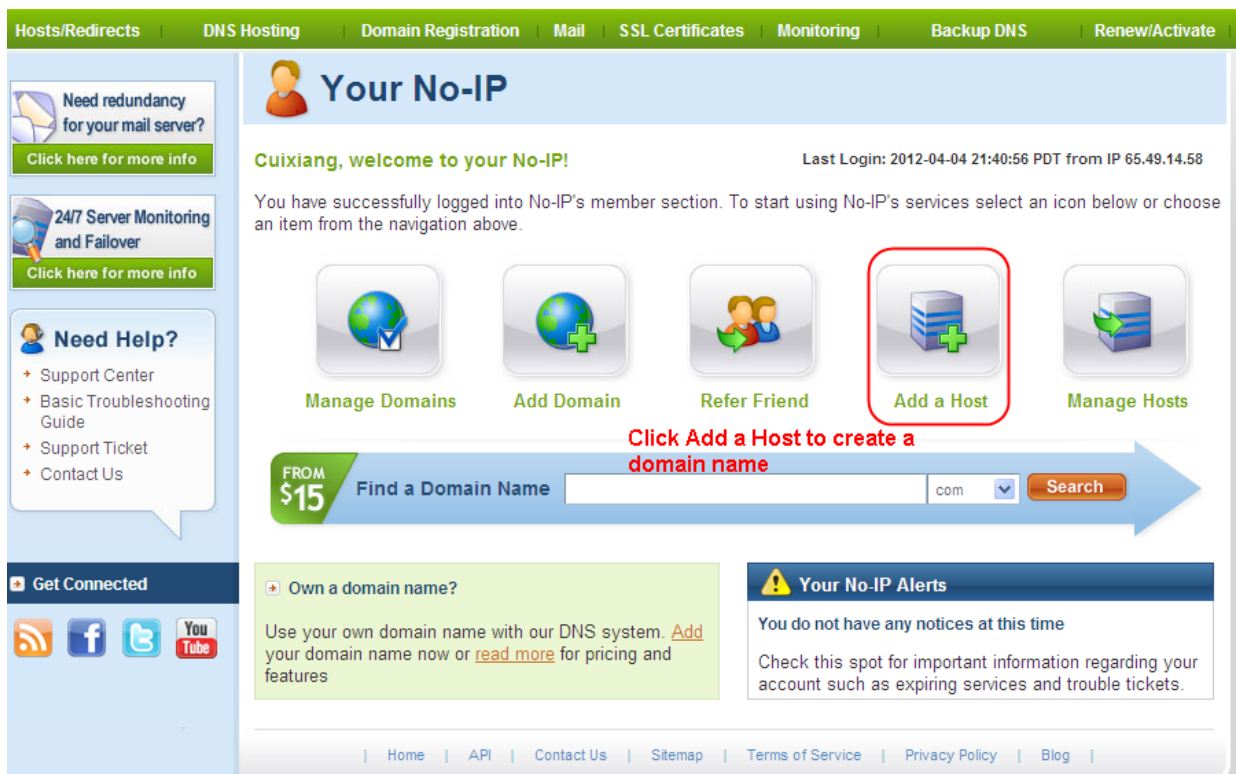 Hosts/Redirects | DNS Hosting | Domain Registration | Mail | SSL Certificates | Monitoring | Backup DNS | Renew/Activate
Need redundancy
for your mail server?
Click here for more info
24/7 Server Monitoring
and Failover
Click here for more info
Need Help?
Support Center
Basic Troubleshooting
Guide
Support Ticket
Contact Us
Get Connected
You
Tube
Your No-IP
Cuixiang, welcome to your No-IP!
Last Login: 2012-04-04 21:40:56 PDT from IP 65.49.14.58
You have successfully logged into No-IP's member section. To start using No-IP's services select an icon below or choose
an item from the navigation above.
Manage Domains
Add Domain
Refer Friend
Add a Host
Manage Hosts
Click Add a Host to create a
domain name
FROM
$15
Find a Domain Name
com
Search
Own a domain name?
Use your own domain name with our DNS system. Add
your domain name now or read more for pricing and
features
Your No-IP Alerts
You do not have any notices at this time
Check this spot for important information regarding your
account such as expiring services and trouble tickets.
| Home | API | Contact Us | Sitemap | Terms of Service | Privacy Policy | Blog |